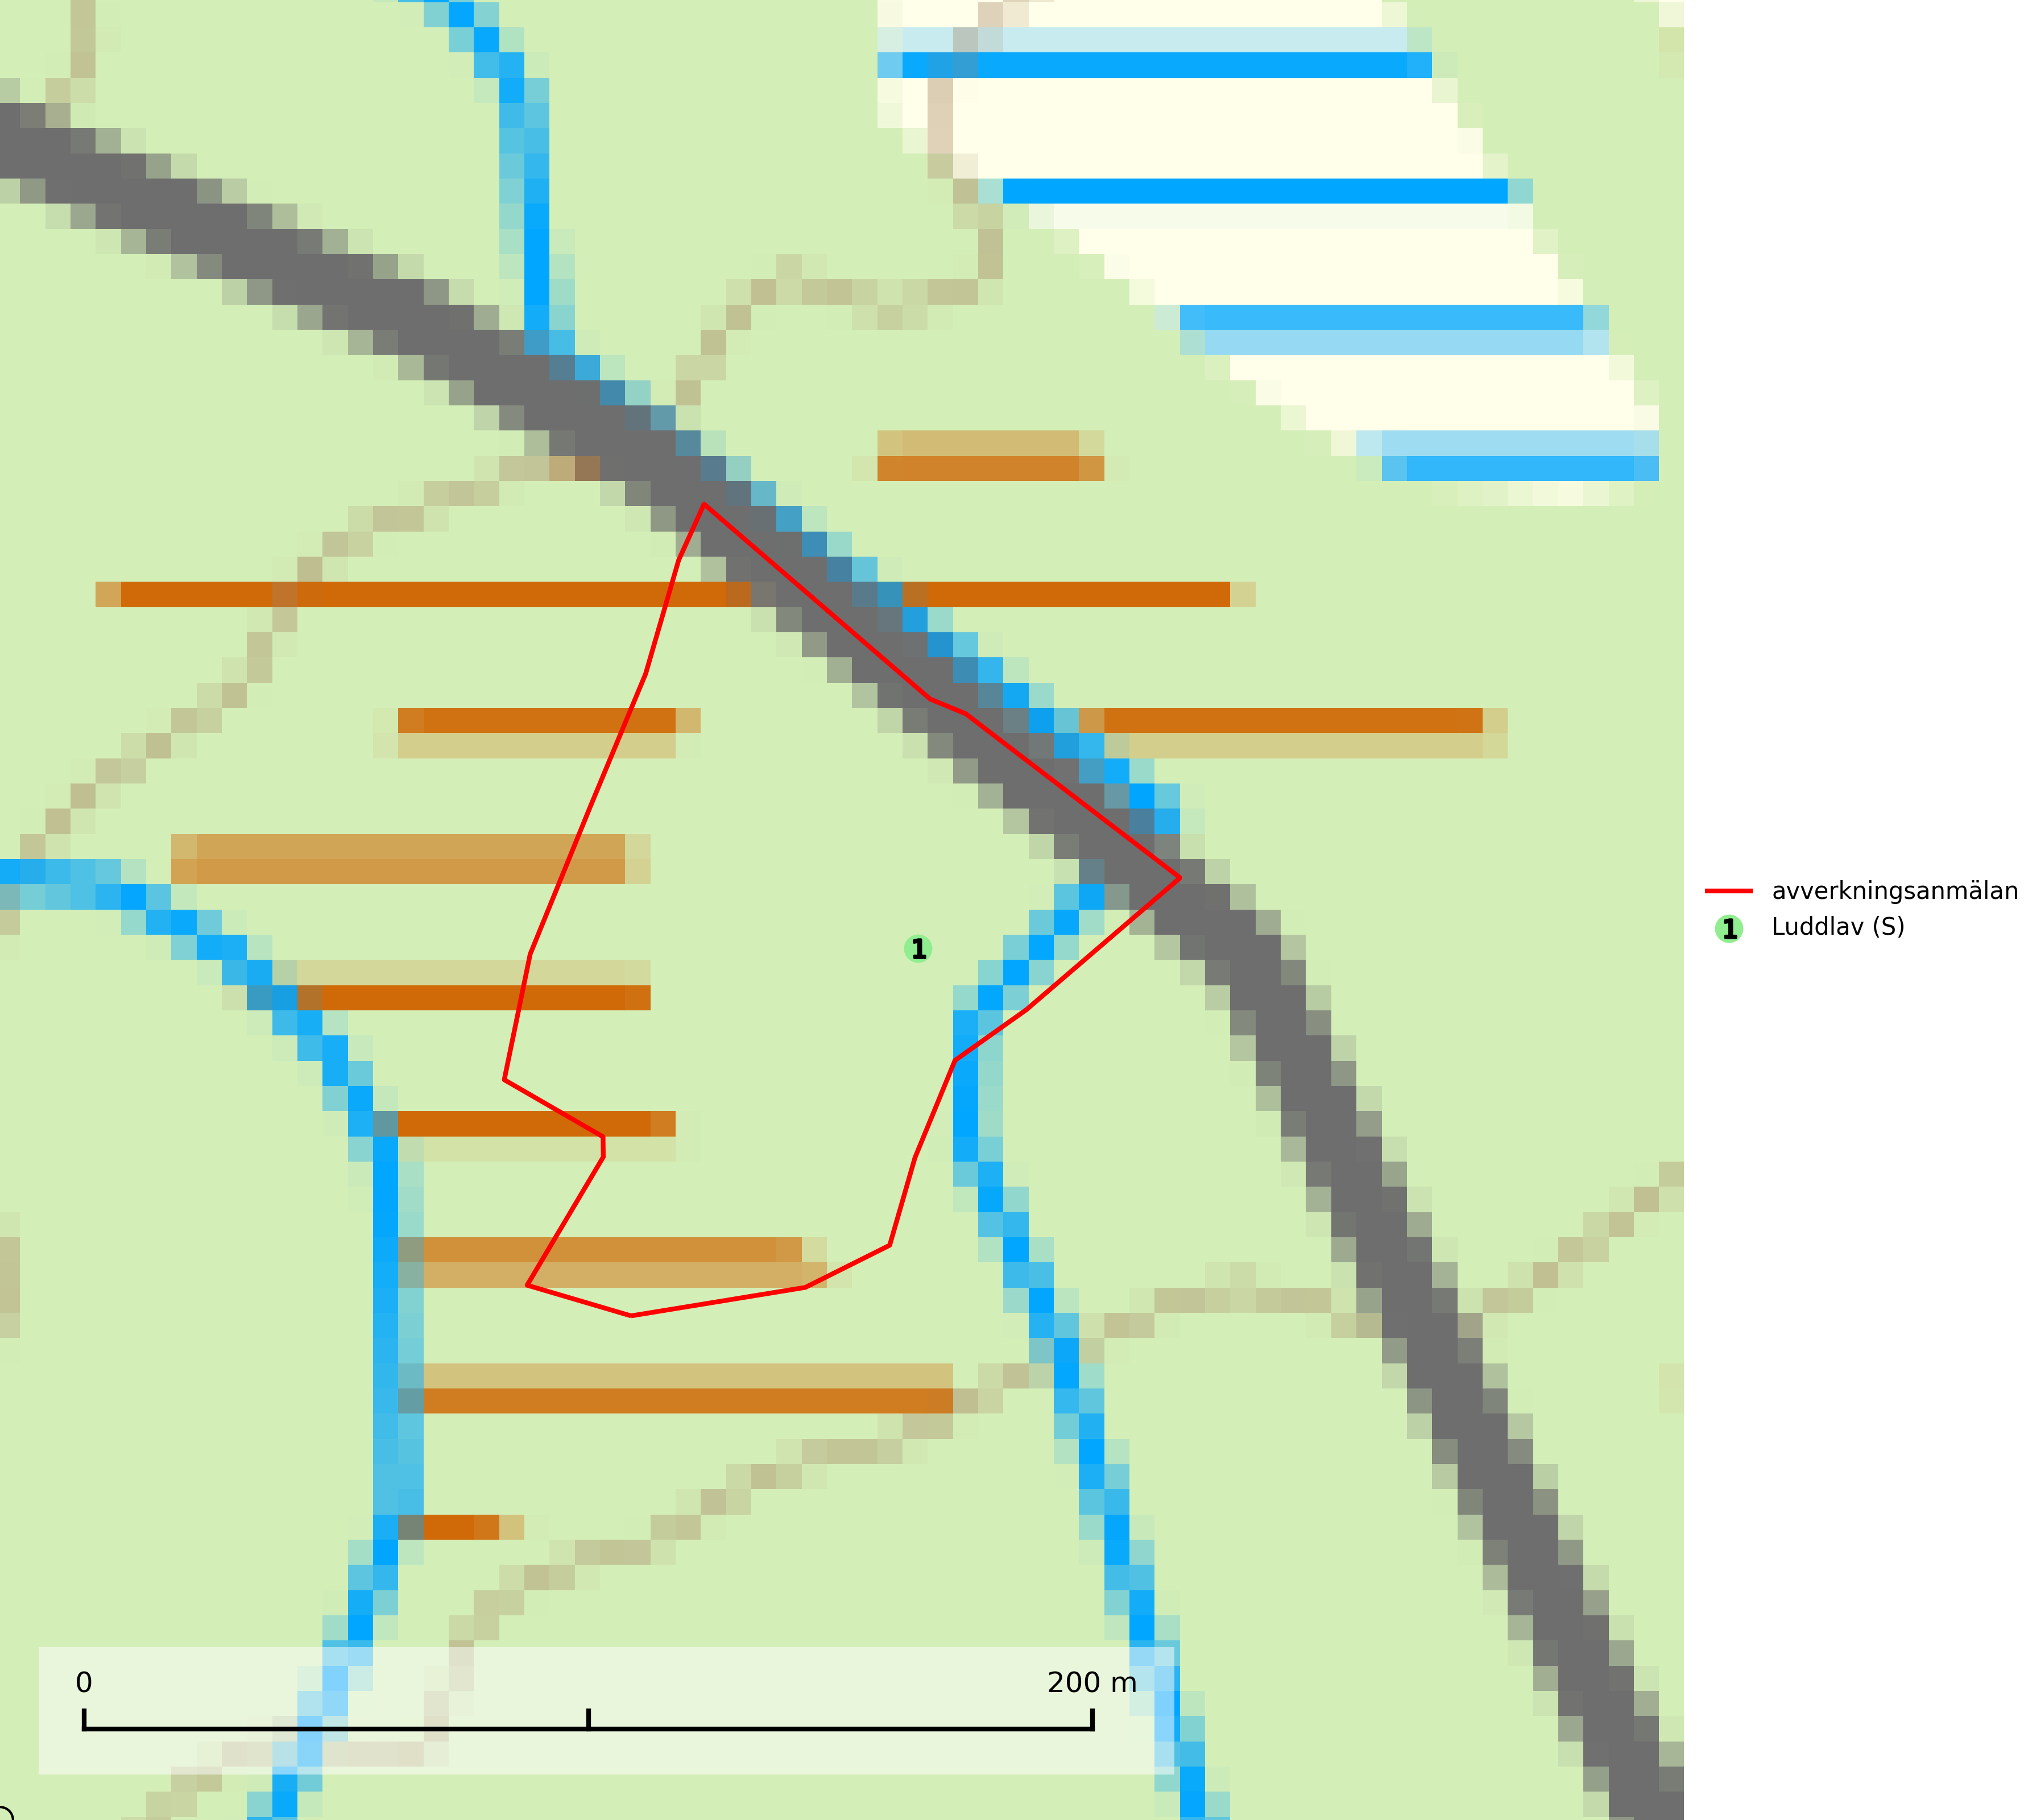 1
avverkningsanmälan
1 Luddlav (S)
0 200 m